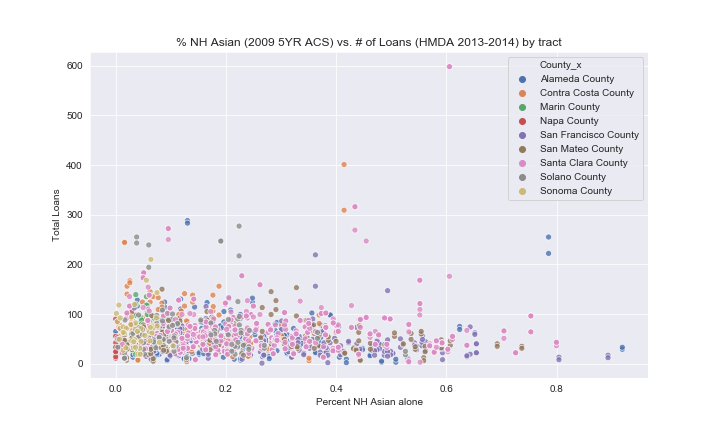 % NH Asian (2009 5YR ACS) vs. # of Loans (HMDA 2013-2014) by tract
600
500
400
300
200
100
0
Total Loans
County_x
Alameda County
Contra Costa County
Marin County
Napa County
San Francisco County
San Mateo County
Santa Clara County
Solano County
Sonoma County
0.0 0.2 0.4 0.6 0.8
Percent NH Asian alone